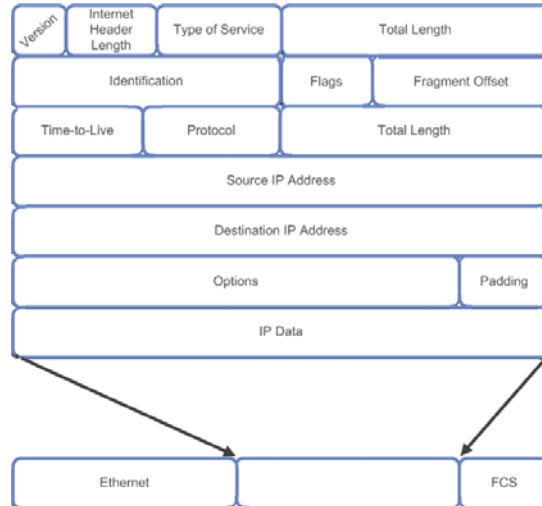 Version
Internet
Header
Length
Type of Service
Total Length
Identification
Flags
Fragment Offset
Time-to-Live
Protocol
Total Length
Source IP Address
Destination IP Address
Options
Padding
IP Data
Ethernet
FCS